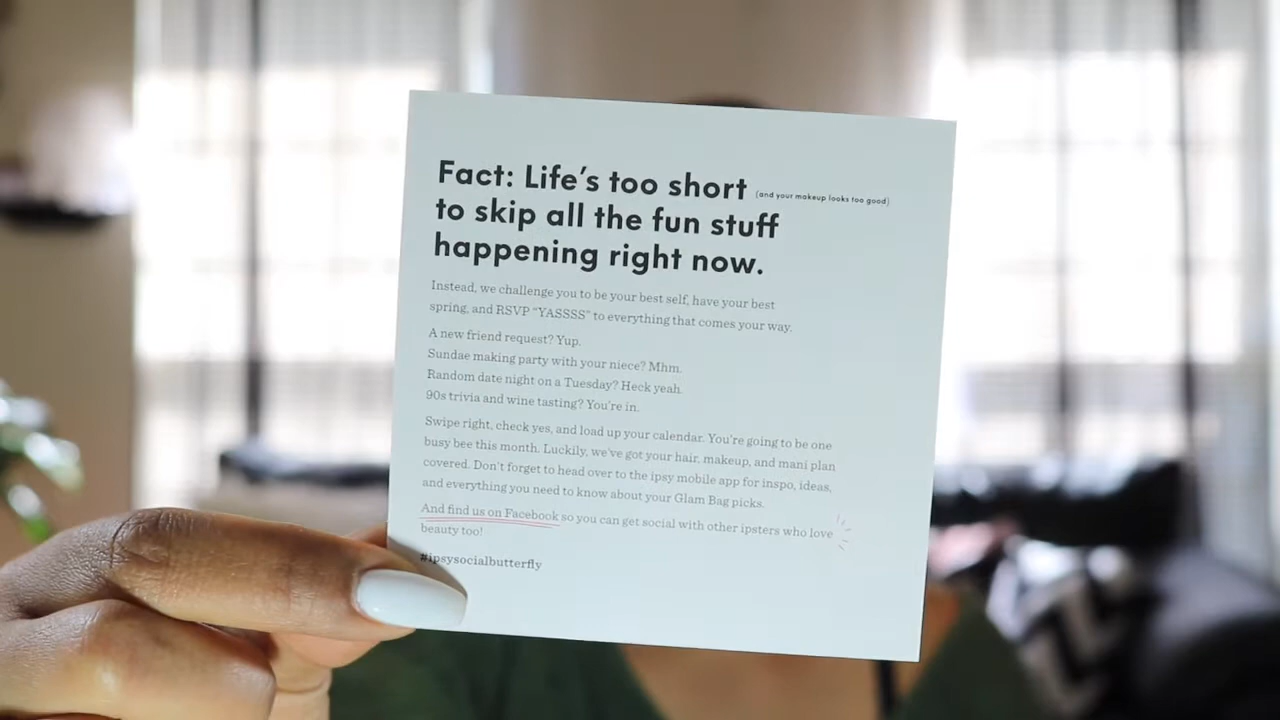 Fact: Life's too short (and your makeup looks too good)
to skip all the fun stuff
happening right now.
Instead, we challenge you to be your best self, have your best
spring, and RSVP “YASSSS” to everything that comes your way.
A new friend request? Yup.
Sundae making party with your niece? Mhm.
Random date night on a Tuesday? Heck yeah.
90s trivia and wine tasting? You're in.
Swipe right, check yes, and load up your calendar. You're going to be one
busy bee this month. Luckily, we've got your hair, makeup, and mani plan
covered. Don't forget to head over to the ipsy mobile app for inspo, ideas,
and everything you need to know about your Glam Bag picks.
And find us on Facebook so you can get social with other ipsters who love
beauty too!
#ipsysocialbutterfly